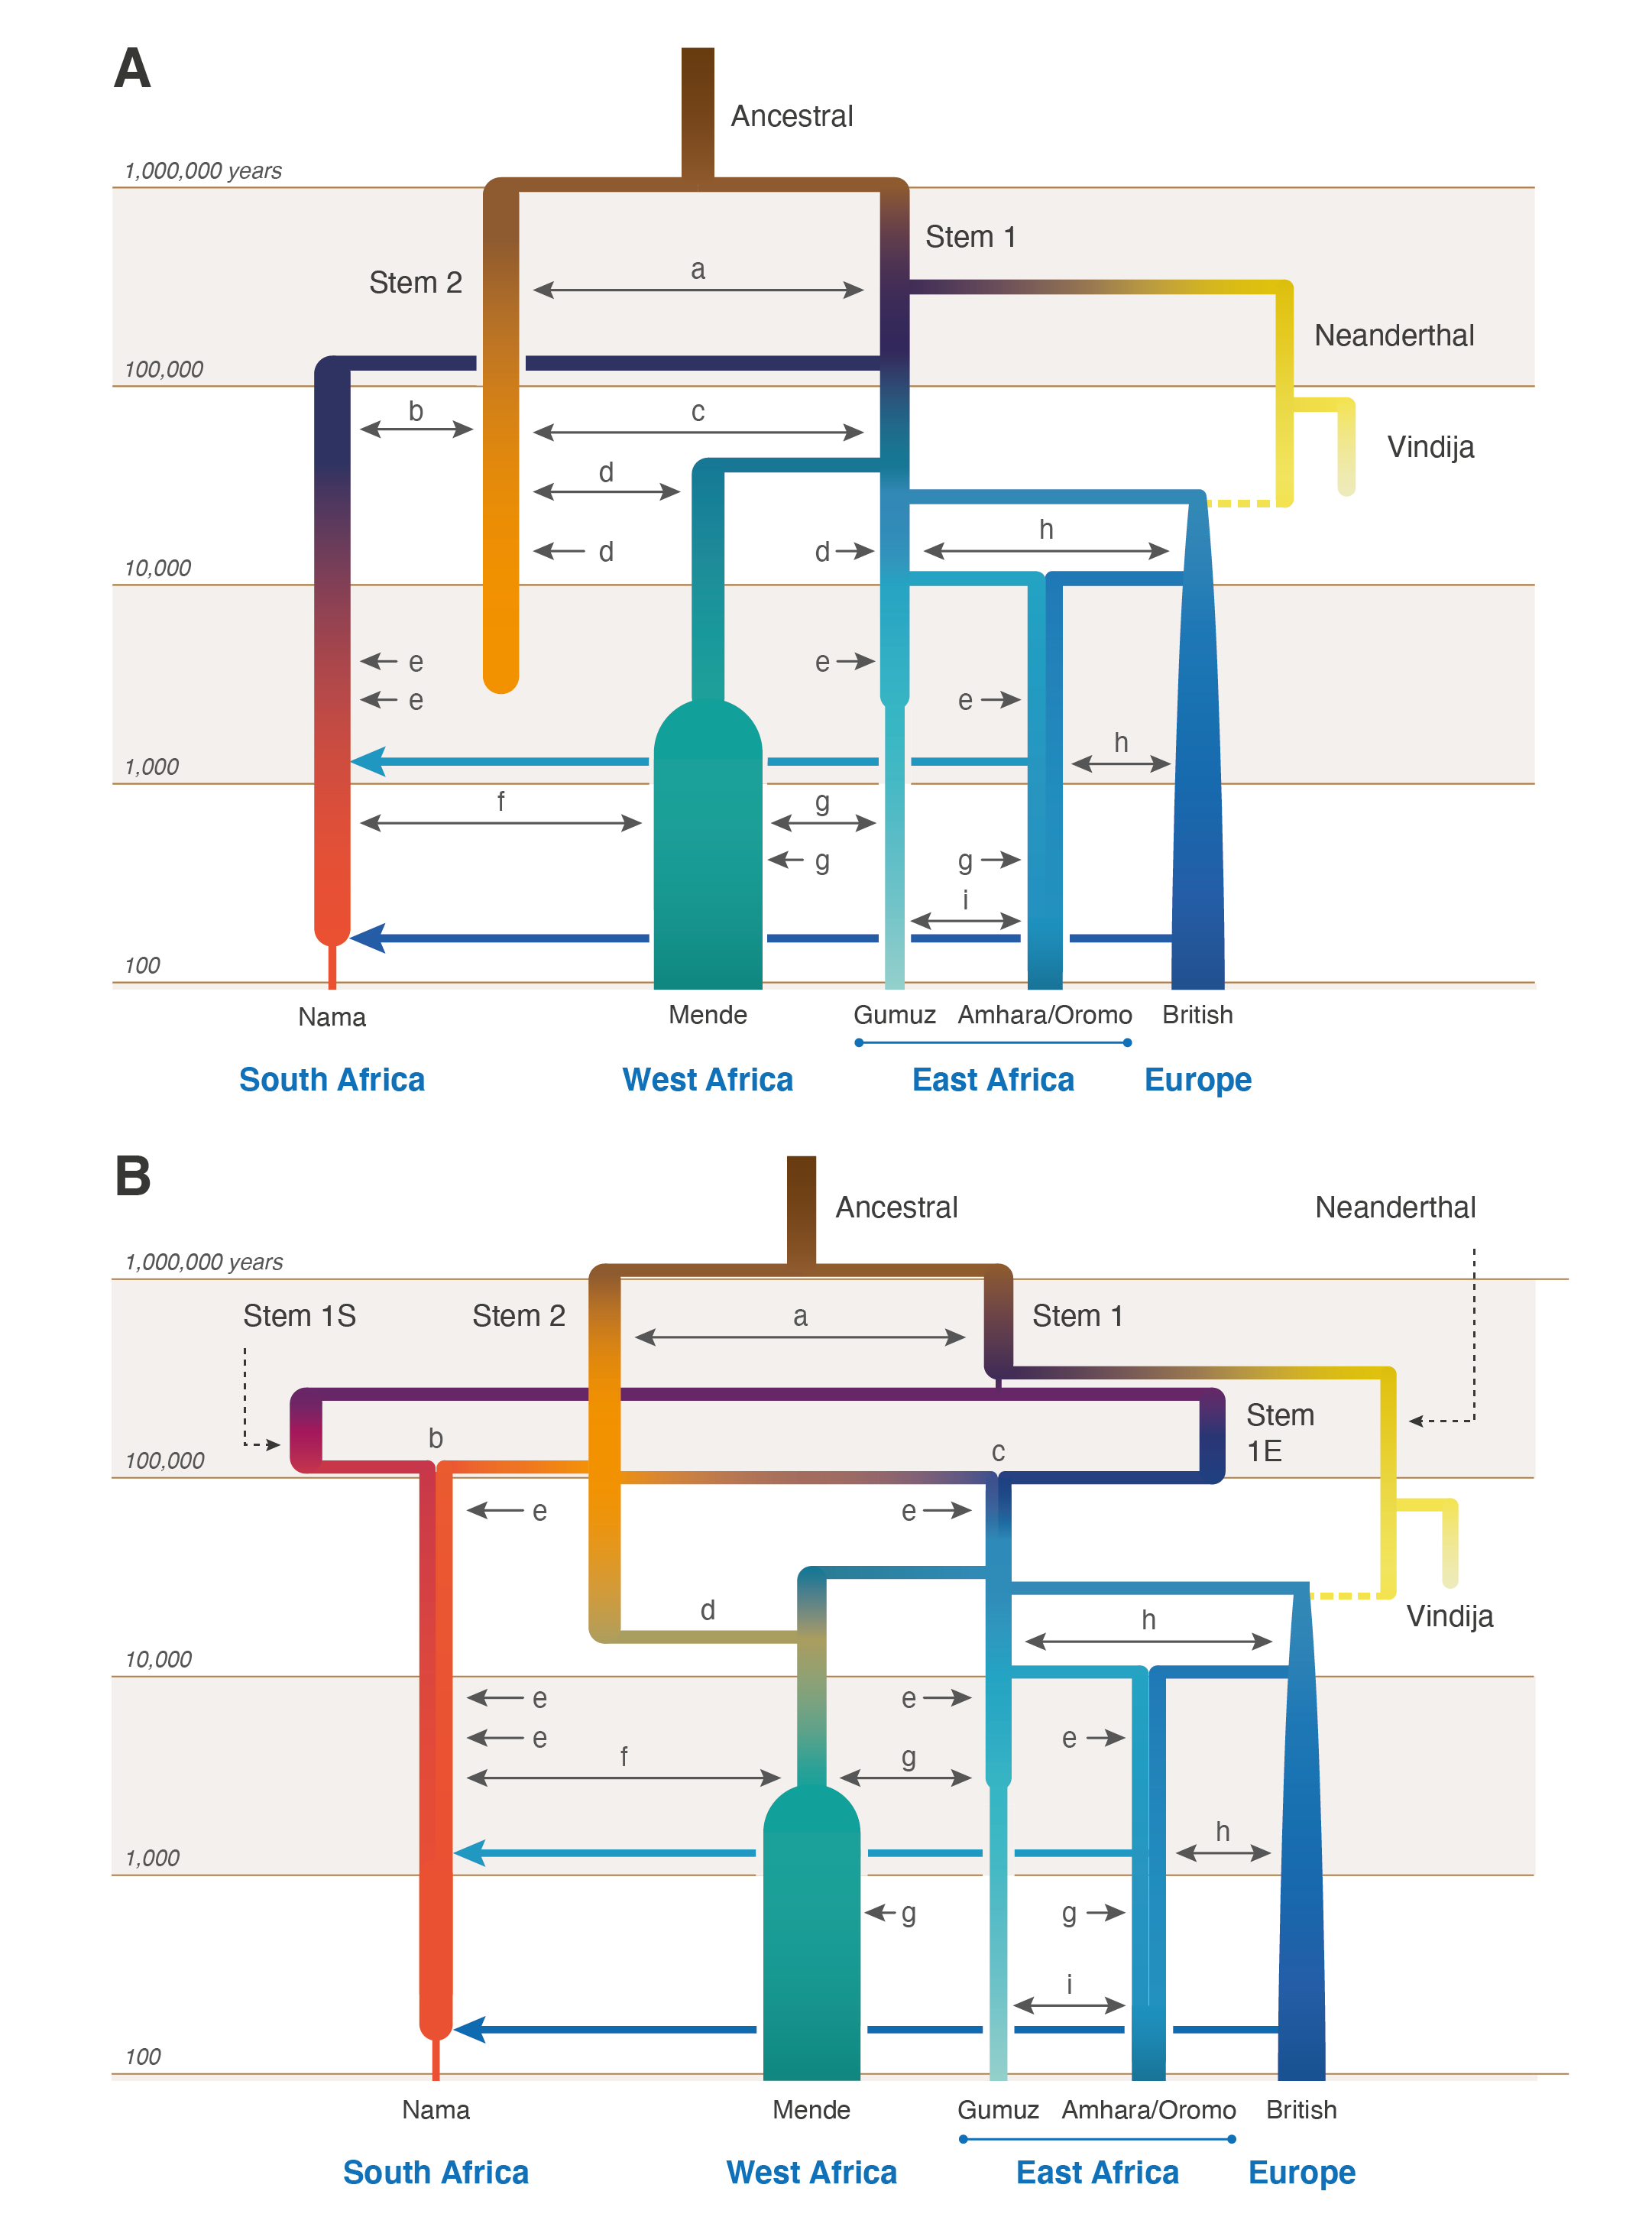 A
Ancestral
1,000,000 years
Stem 1
a
Stem 2
Neanderthal
100,000
b
c
Vindija
d
h
d
d
10,000
e
e
e
e
h
1,000
f
g
g
g
i
100
Nama
Mende
Gumuz
Amhara/Oromo
British
South Africa
West Africa
East Africa
Europe
B
Ancestral
Neanderthal
1,000,000 years
Stem 1S
Stem 2
a
Stem 1
Stem
1E
b
c
100,000
e
e
d
h
Vindija
10,000
e
e
e
e
f
g
h
1,000
g
g
i
100
Nama
Mende
Gumuz
Amhara/Oromo
British
South Africa
West Africa
East Africa
Europe